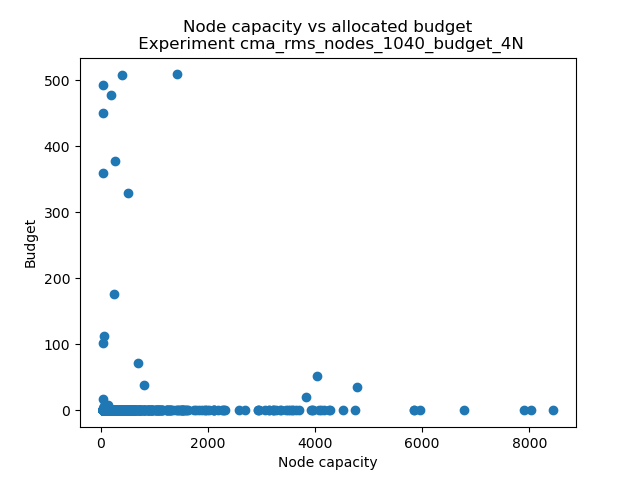 Node capacity vs allocated budget
Experiment cma_rms_nodes_1040_budget_4N
500
400
300
200
100
0
Budget
0 2000 4000 6000 8000
Node capacity